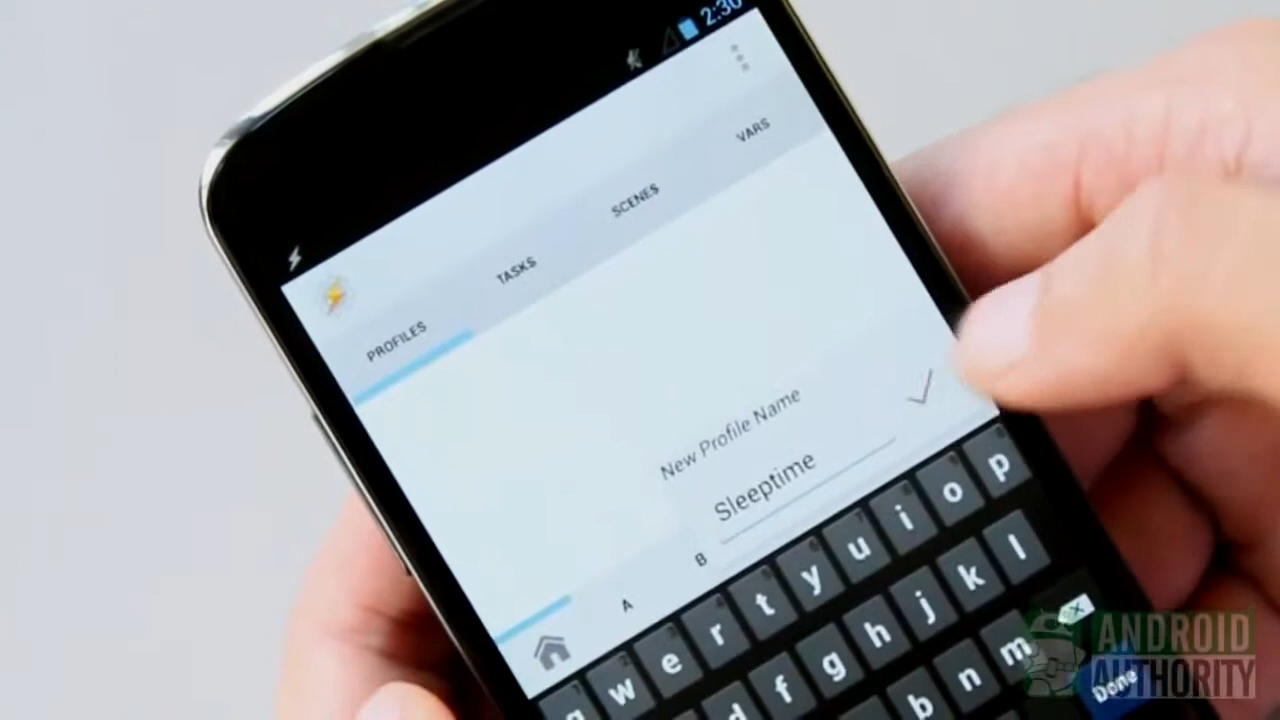 2:30
PROFILES TASKS SCENES VARS
New Profile Name
Sleeptime
A B
q w e r t y u i o p
d f g h j k l
b n m
Done
ANDROID
AUTHORITY